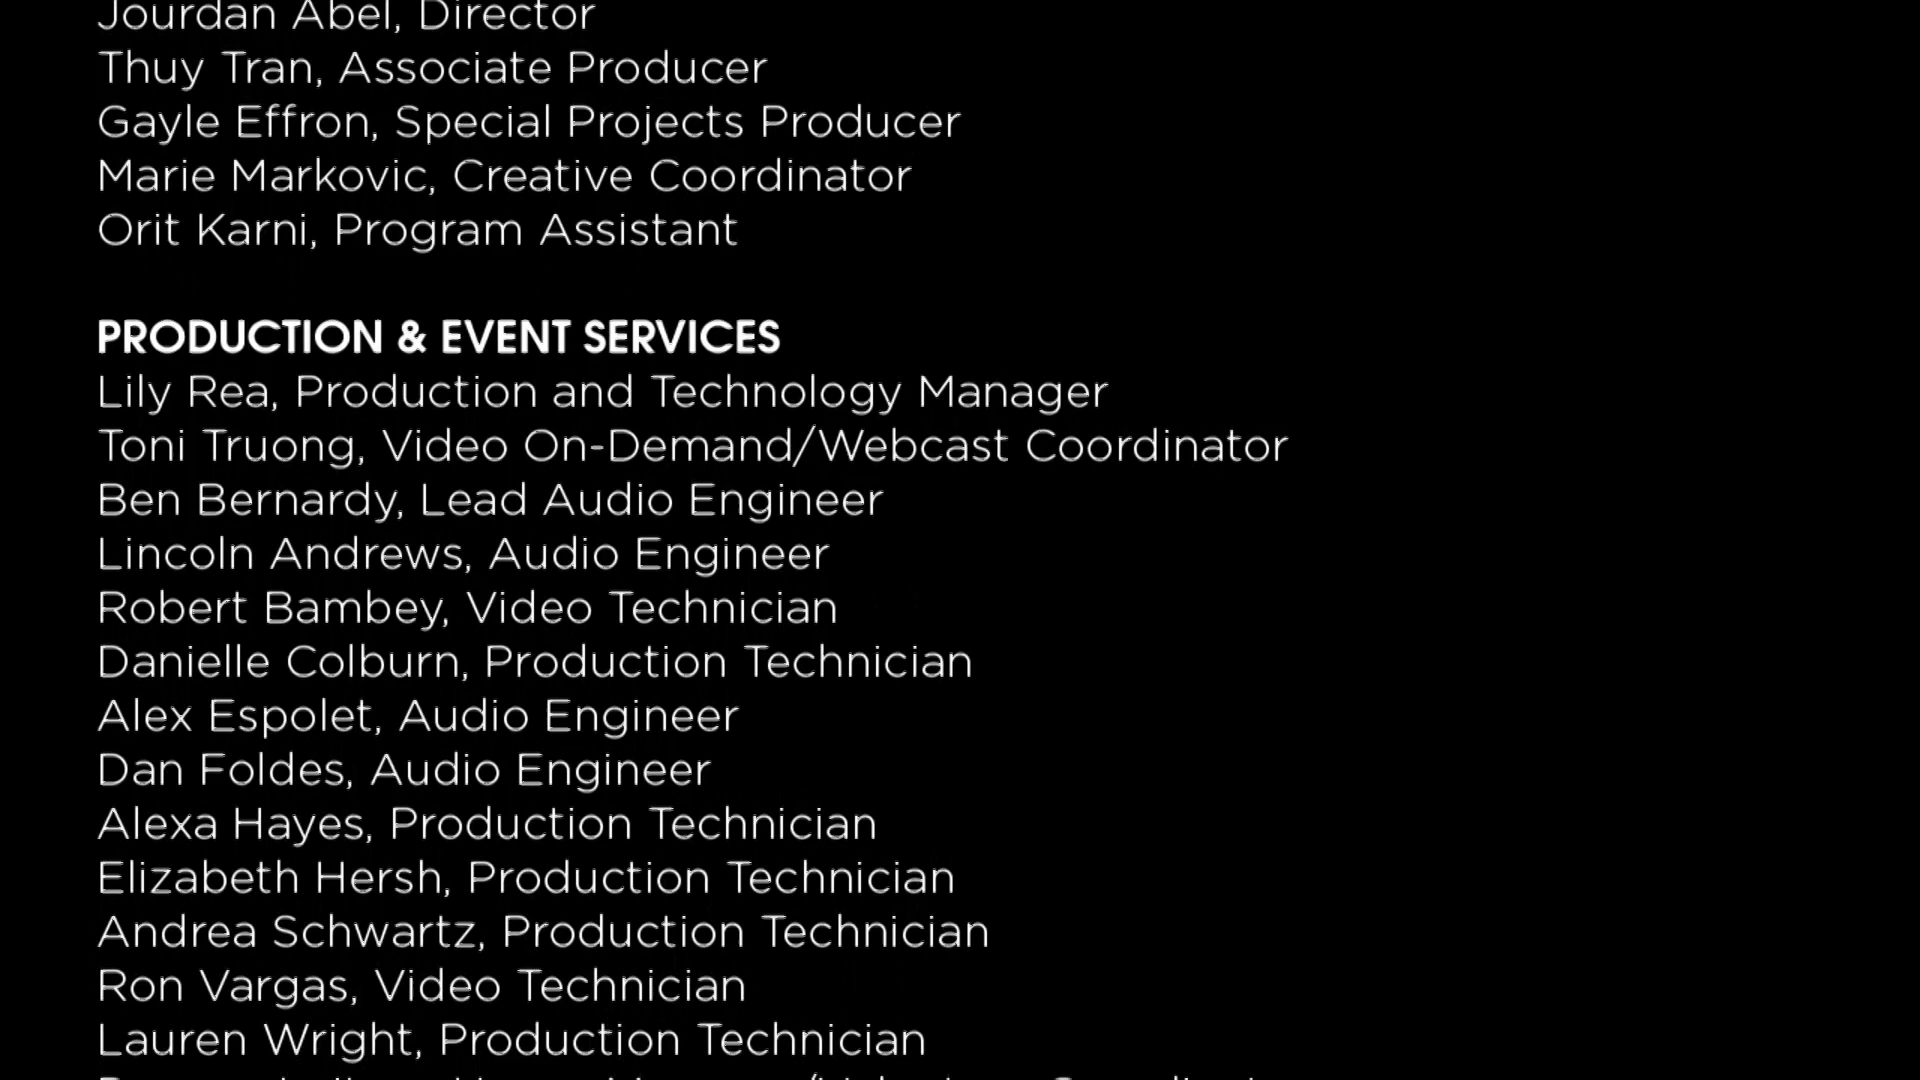 Jourdan Abel, Director
Thuy Tran, Associate Producer
Gayle Effron, Special Projects Producer
Marie Markovic, Creative Coordinator
Orit Karni, Program Assistant
PRODUCTION & EVENT SERVICES
Lily Rea, Production and Technology Manager
Toni Truong, Video On-Demand/Webcast Coordinator
Ben Bernardy, Lead Audio Engineer
Lincoln Andrews, Audio Engineer
Robert Bambey, Video Technician
Danielle Colburn, Production Technician
Alex Espolet, Audio Engineer
Dan Foldes, Audio Engineer
Alexa Hayes, Production Technician
Elizabeth Hersh, Production Technician
Andrea Schwartz, Production Technician
Ron Vargas, Video Technician
Lauren Wright, Production Technician